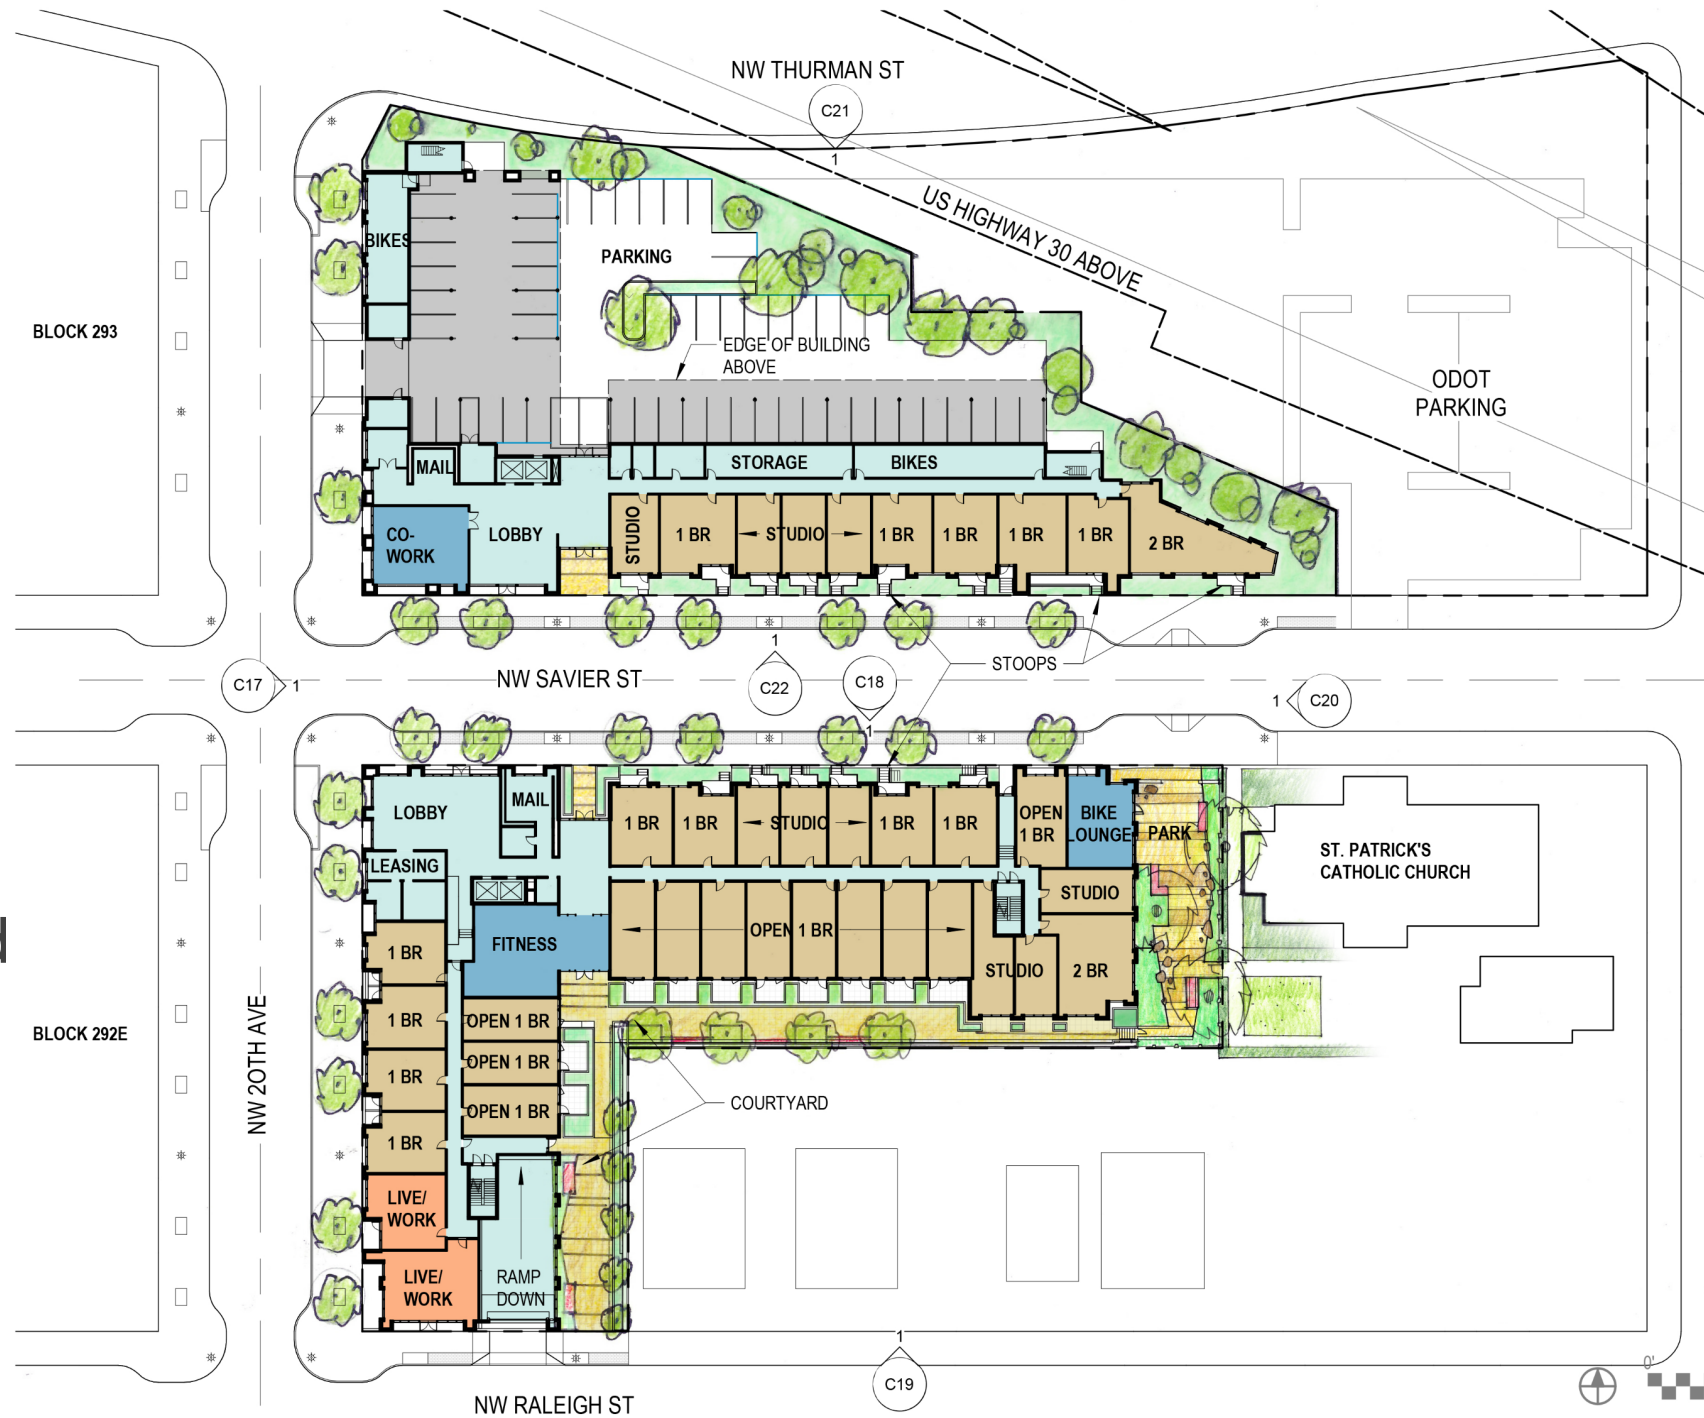 NW THURMAN ST
C21
1
US HIGHWAY 30 ABOVE
BIKES
PARKING
BLOCK 293
EDGE OF BUILDING
ABOVE
ODOT
PARKING
MAIL
STORAGE
BIKES
CO-
WORK
LOBBY
STUDIO
1 BR
STUDIO
1 BR
1 BR
1 BR
1 BR
2 BR
STOOPS
C17
1
NW SAVIER ST
1
C22
C18
1
1
C20
LOBBY
MAIL
LEASING
1 BR
1 BR
STUDIO
1 BR
1 BR
OPEN
1 BR
BIKE
LOUNGE
PARK
ST. PATRICK'S
CATHOLIC CHURCH
STUDIO
FITNESS
OPEN 1 BR
STUDIO
2 BR
1 BR
1 BR
1 BR
1 BR
OPEN 1 BR
OPEN 1 BR
OPEN 1 BR
BLOCK 292E
NW 20TH AVE
COURTYARD
LIVE/
WORK
LIVE/
WORK
RAMP
DOWN
1
C19
NW RALEIGH ST
0'